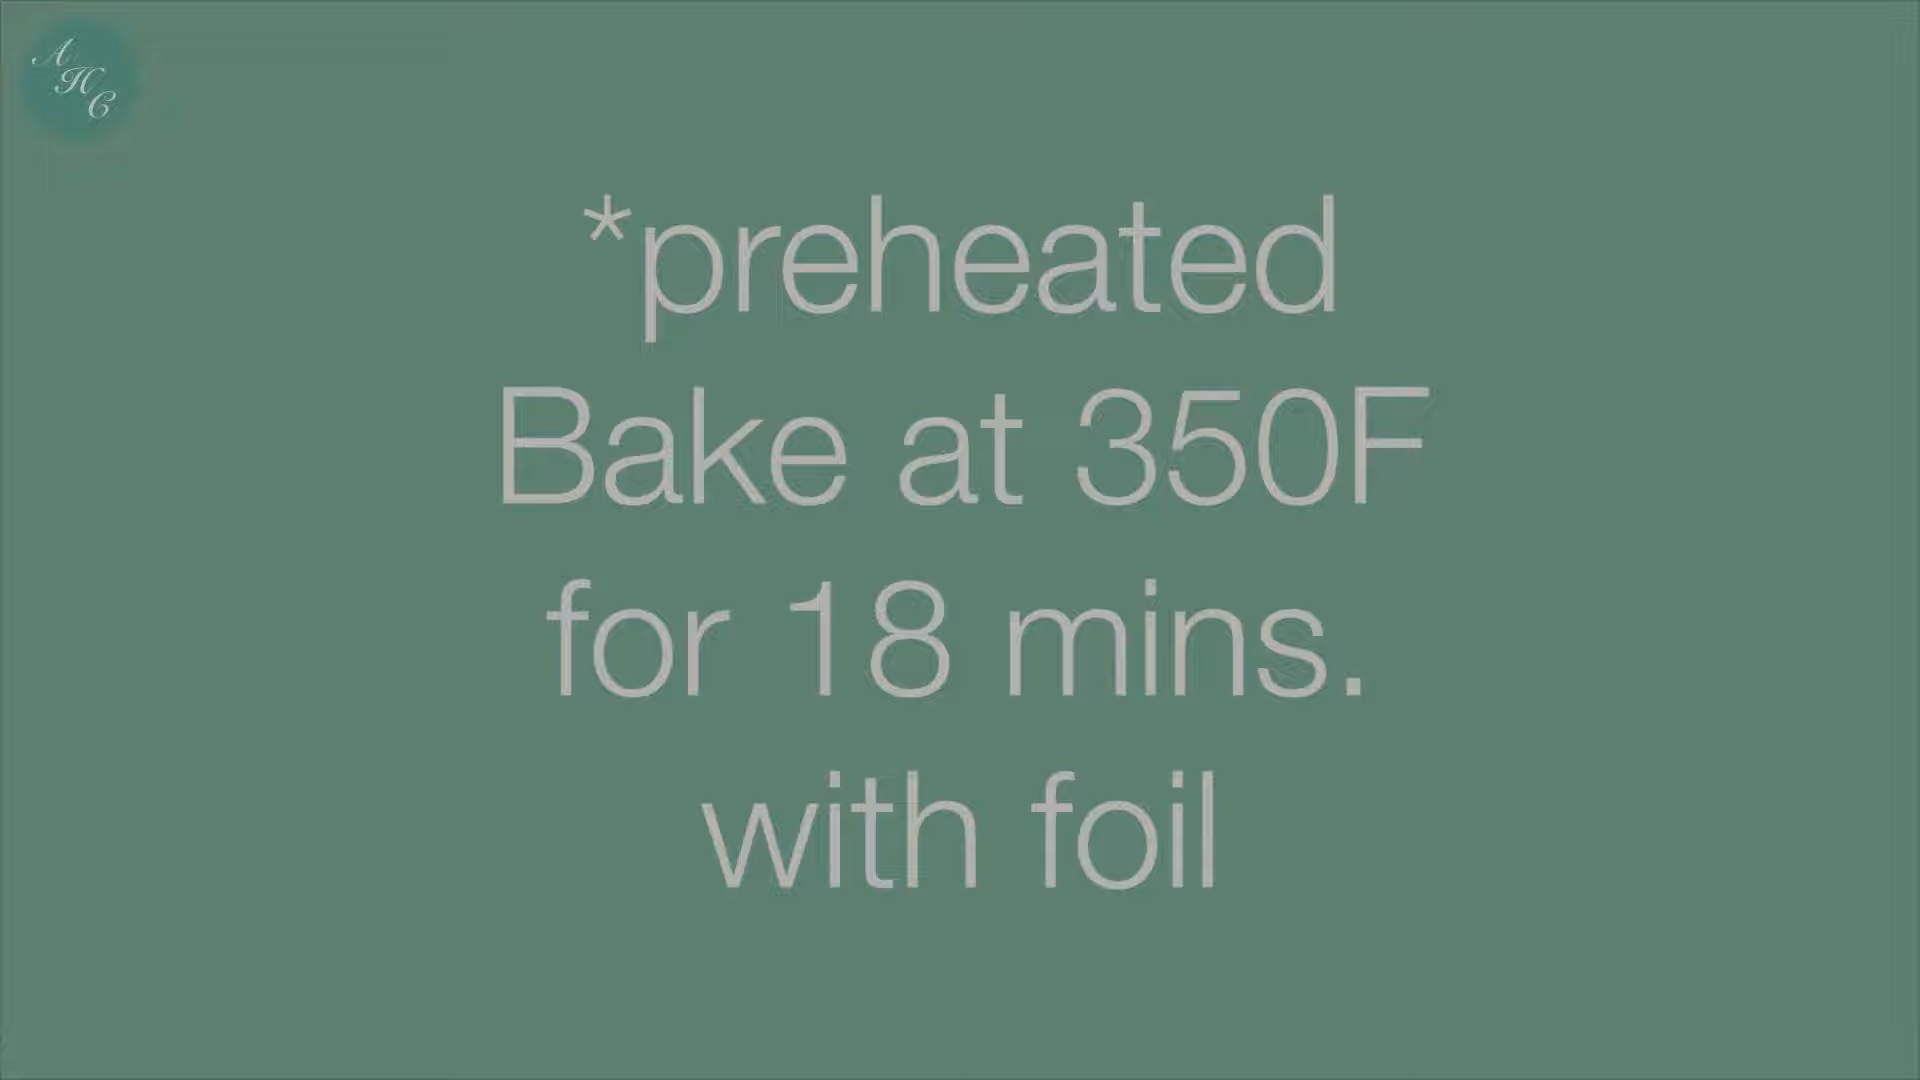 A
H
C
*preheated
Bake at 350F
for 18 mins.
with foil